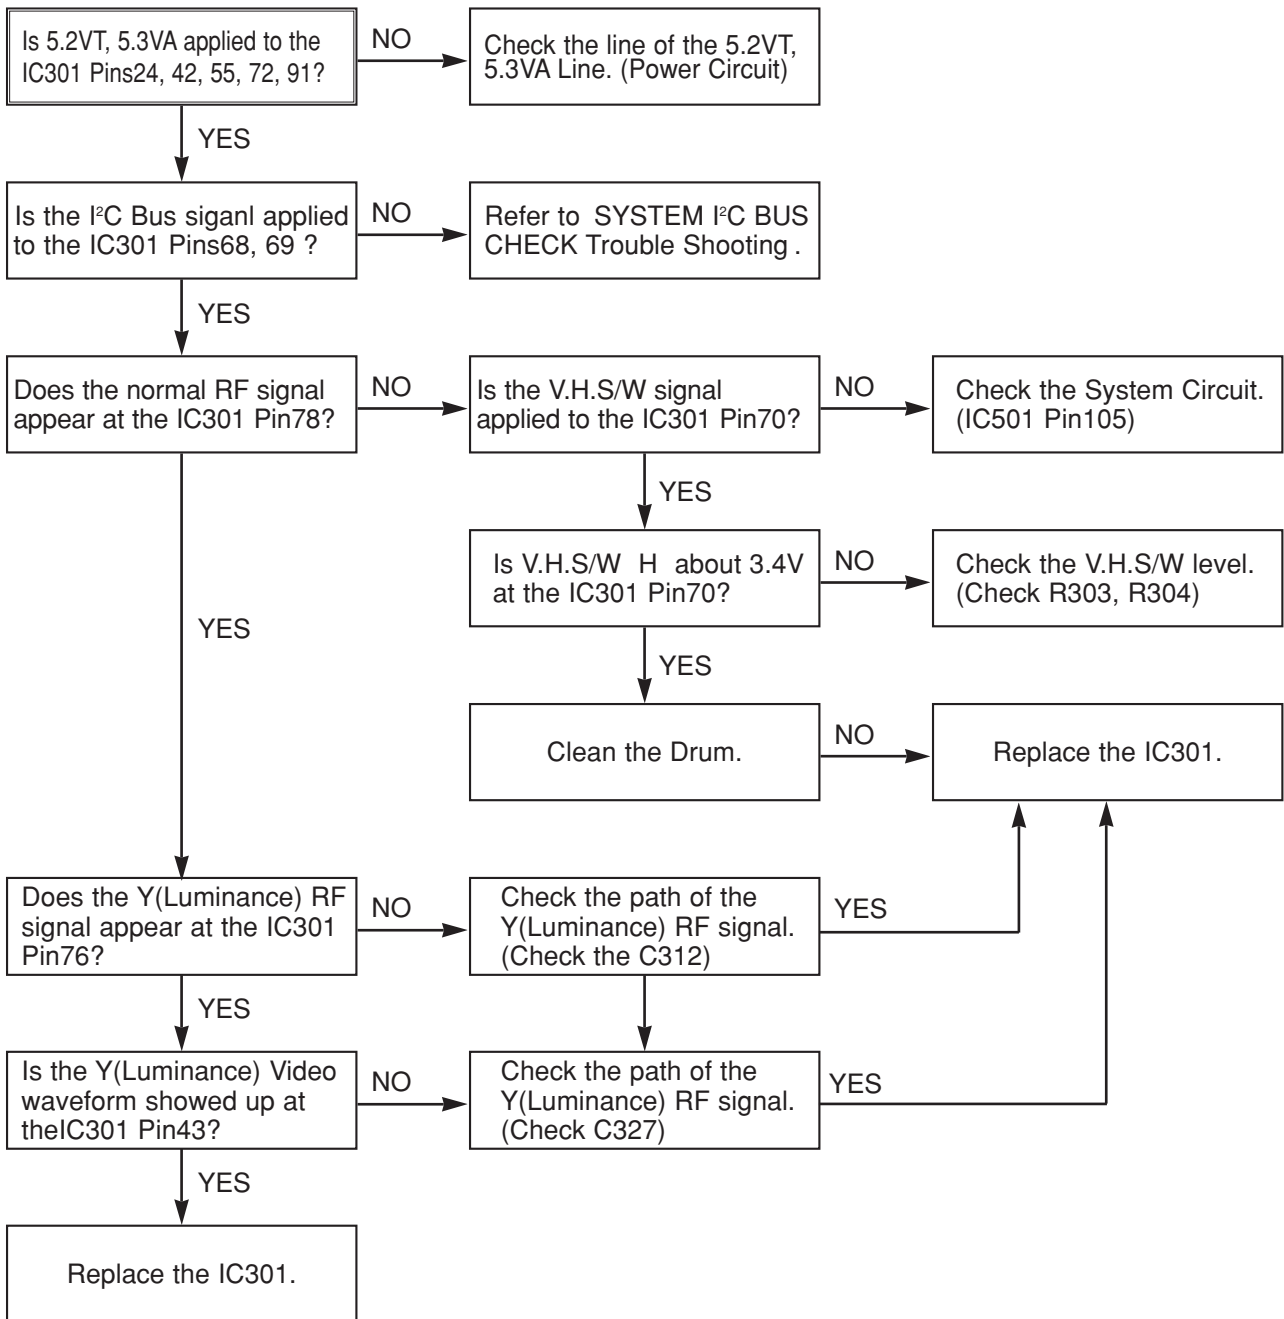 Is 5.2VT, 5.3VA applied to the
IC301 Pins24, 42, 55, 72, 91?
NO
Check the line of the 5.2VT,
5.3VA Line. (Power Circuit)
YES
Is the I²C Bus siganl applied
to the IC301 Pins68, 69 ?
NO
Refer to SYSTEM I²C BUS
CHECK Trouble Shooting .
YES
Does the normal RF signal
appear at the IC301 Pin78?
NO
Is the V.H.S/W signal
applied to the IC301 Pin70?
NO
Check the System Circuit.
(IC501 Pin105)
YES
Is V.H.S/W H about 3.4V
at the IC301 Pin70?
NO
Check the V.H.S/W level.
(Check R303, R304)
YES
YES
Clean the Drum.
NO
Replace the IC301.
Does the Y(Luminance) RF
signal appear at the IC301
Pin76?
NO
Check the path of the
Y(Luminance) RF signal.
(Check the C312)
YES
YES
Is the Y(Luminance) Video
waveform showed up at
theIC301 Pin43?
NO
Check the path of the
Y(Luminance) RF signal.
(Check C327)
YES
YES
Replace the IC301.